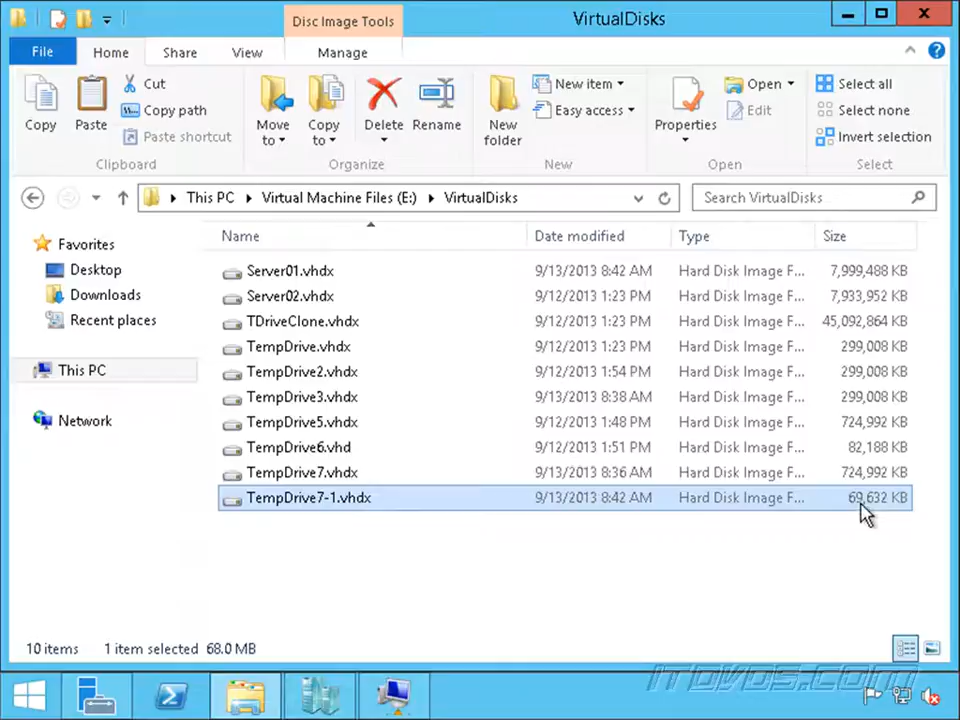 Disc Image Tools
VirtualDisks
File
Home
Share
View
Manage
Copy
Paste
Cut
Copy path
Paste shortcut
Clipboard
Move to
Copy to
Delete
Rename
Organize
New folder
New item
Easy access
New
Properties
Open
Edit
Open
Select all
Select none
Invert selection
Select
This PC
Virtual Machine Files (E:)
VirtualDisks
Search VirtualDisks
Favorites
Desktop
Downloads
Recent places
This PC
Network
Name Date modified Type Size
Server01.vhdx 9/13/2013 8:42 AM Hard Disk Image F... 7,999,488 KB
Server02.vhdx 9/12/2013 1:23 PM Hard Disk Image F... 7,933,952 KB
TDriveClone.vhdx 9/12/2013 1:23 PM Hard Disk Image F... 45,092,864 KB
TempDrive.vhdx 9/12/2013 1:23 PM Hard Disk Image F... 299,008 KB
TempDrive2.vhdx 9/12/2013 1:54 PM Hard Disk Image F... 299,008 KB
TempDrive3.vhdx 9/13/2013 8:38 AM Hard Disk Image F... 299,008 KB
TempDrive5.vhdx 9/12/2013 1:48 PM Hard Disk Image F... 724,992 KB
TempDrive6.vhd 9/12/2013 1:51 PM Hard Disk Image F... 82,188 KB
TempDrive7.vhdx 9/13/2013 8:36 AM Hard Disk Image F... 724,992 KB
TempDrive7-1.vhdx 9/13/2013 8:42 AM Hard Disk Image F... 69,632 KB
10 items 1 item selected 68.0 MB
ITDVDS.COM